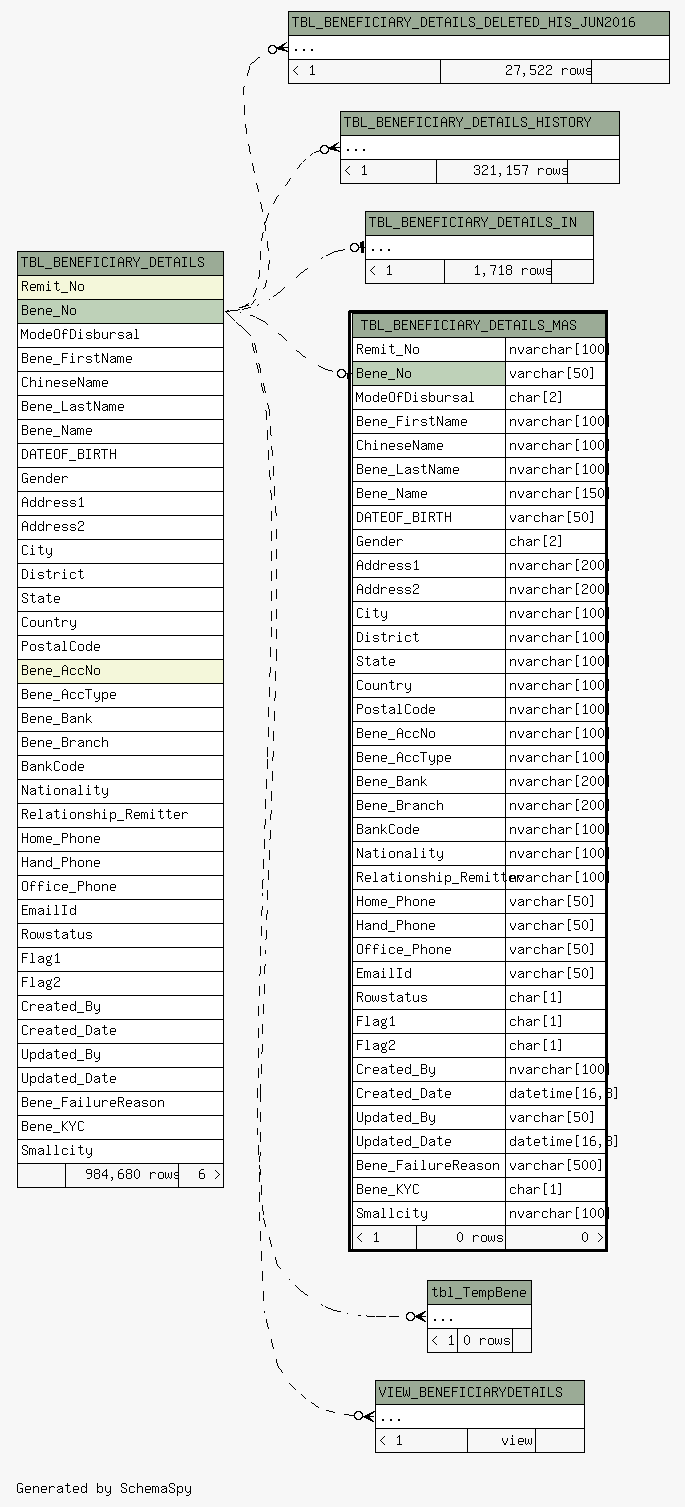 TBL_BENEFICIARY_DETAILS_DELETED_HIS_JUN2016
...
< 1 27,522 rows
TBL_BENEFICIARY_DETAILS_HISTORY
...
< 1 321,157 rows
TBL_BENEFICIARY_DETAILS_IN
...
< 1 1,718 rows
TBL_BENEFICIARY_DETAILS
Remit_No
Bene_No
ModeOfDisbursal
Bene_FirstName
ChineseName
Bene_LastName
Bene_Name
DATEOF_BIRTH
Gender
Address1
Address2
City
District
State
Country
PostalCode
Bene_AccNo
Bene_AccType
Bene_Bank
Bene_Branch
BankCode
Nationality
Relationship_Remitter
Home_Phone
Hand_Phone
Office_Phone
EmailId
Rowstatus
Flag1
Flag2
Created_By
Created_Date
Updated_By
Updated_Date
Bene_FailureReason
Bene_KYC
Smallcity
984,680 rows 6 >
TBL_BENEFICIARY_DETAILS_MAS
Remit_No nvarchar[100]
Bene_No varchar[50]
ModeOfDisbursal char[2]
Bene_FirstName nvarchar[100]
ChineseName nvarchar[100]
Bene_LastName nvarchar[100]
Bene_Name nvarchar[150]
DATEOF_BIRTH varchar[50]
Gender char[2]
Address1 nvarchar[200]
Address2 nvarchar[200]
City nvarchar[100]
District nvarchar[100]
State nvarchar[100]
Country nvarchar[100]
PostalCode nvarchar[100]
Bene_AccNo nvarchar[100]
Bene_AccType nvarchar[100]
Bene_Bank nvarchar[200]
Bene_Branch nvarchar[200]
BankCode nvarchar[100]
Nationality nvarchar[100]
Relationship_Remitter nvarchar[100]
Home_Phone varchar[50]
Hand_Phone varchar[50]
Office_Phone varchar[50]
EmailId varchar[50]
Rowstatus char[1]
Flag1 char[1]
Flag2 char[1]
Created_By nvarchar[100]
Created_Date datetime[16,3]
Updated_By varchar[50]
Updated_Date datetime[16,3]
Bene_FailureReason varchar[500]
Bene_KYC char[1]
Smallcity nvarchar[100]
< 1 0 rows 0 >
tbl_TempBene
...
< 1 0 rows
VIEW_BENEFICIARYDETAILS
...
< 1 view
Generated by SchemaSpy